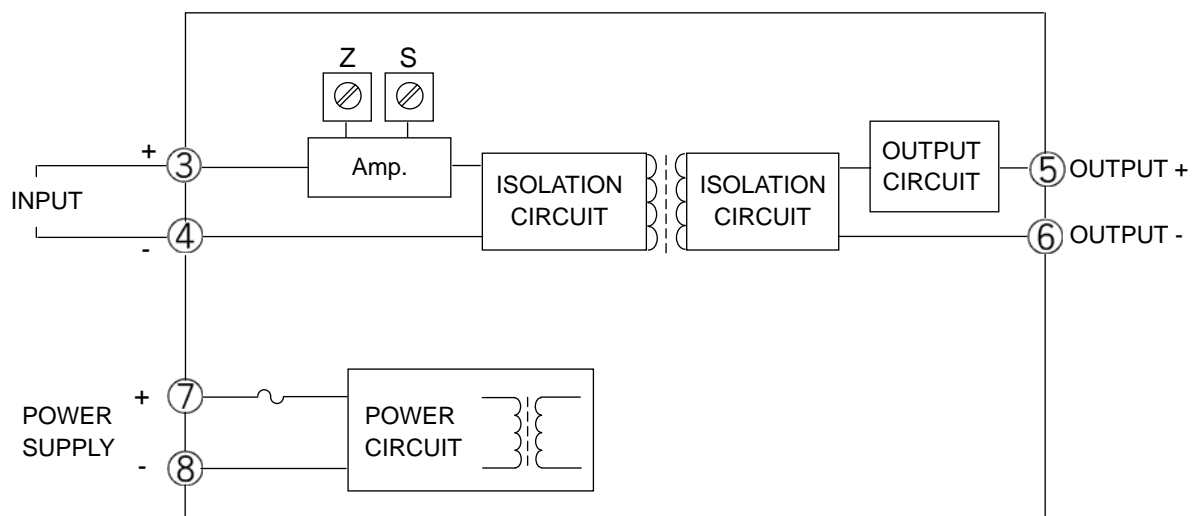 Z S
+ ③ Amp. OUTPUT
CIRCUIT ⑤ OUTPUT +
INPUT ISOLATION
CIRCUIT ISOLATION
CIRCUIT
- ④ ⑥ OUTPUT -
+ ⑦
POWER
SUPPLY POWER
CIRCUIT
- ⑧